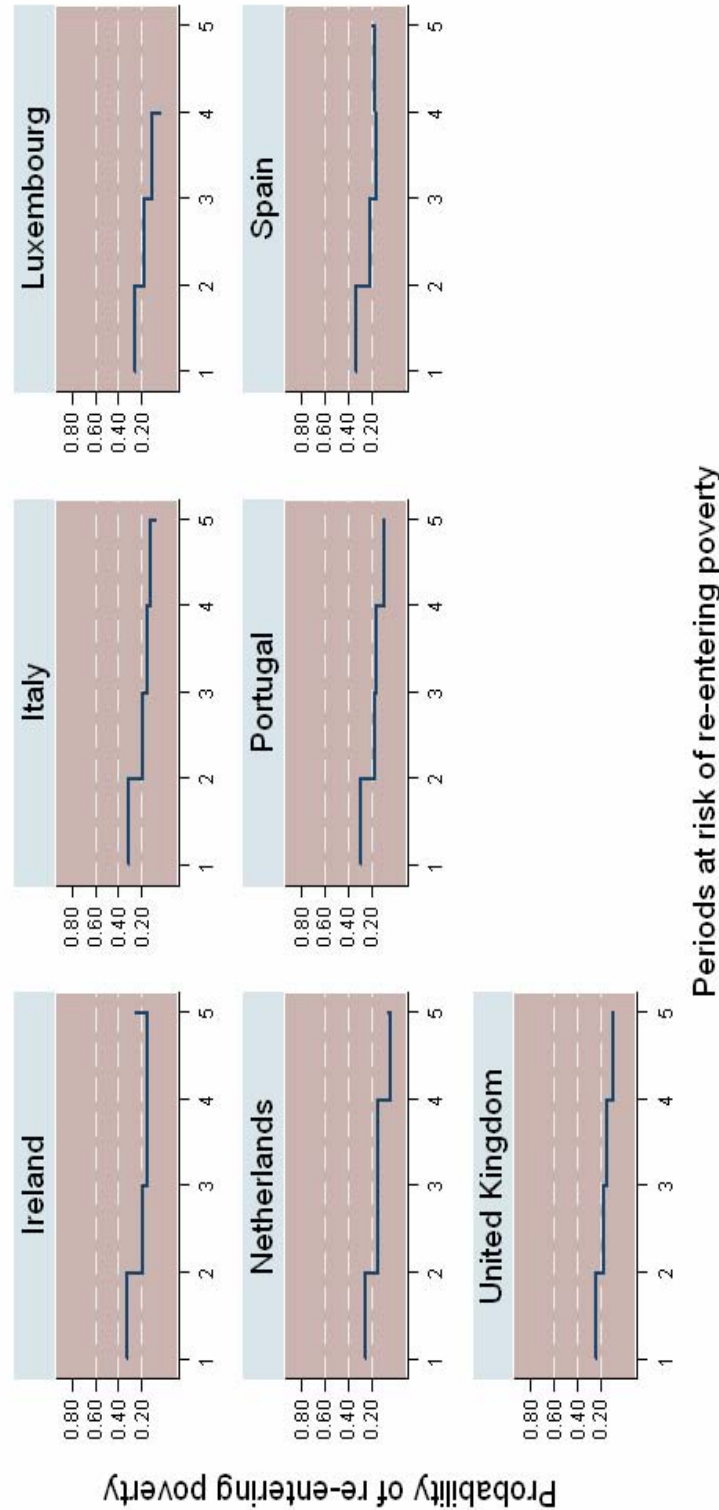 Probability of re-entering poverty
Ireland
0.80
0.60
0.40
0.20
1 2 3 4 5
Italy
0.80
0.60
0.40
0.20
1 2 3 4 5
Luxembourg
0.80
0.60
0.40
0.20
1 2 3 4 5
Netherlands
0.80
0.60
0.40
0.20
1 2 3 4 5
Portugal
0.80
0.60
0.40
0.20
1 2 3 4 5
Spain
0.80
0.60
0.40
0.20
1 2 3 4 5
United Kingdom
0.80
0.60
0.40
0.20
1 2 3 4 5
Periods at risk of re-entering poverty